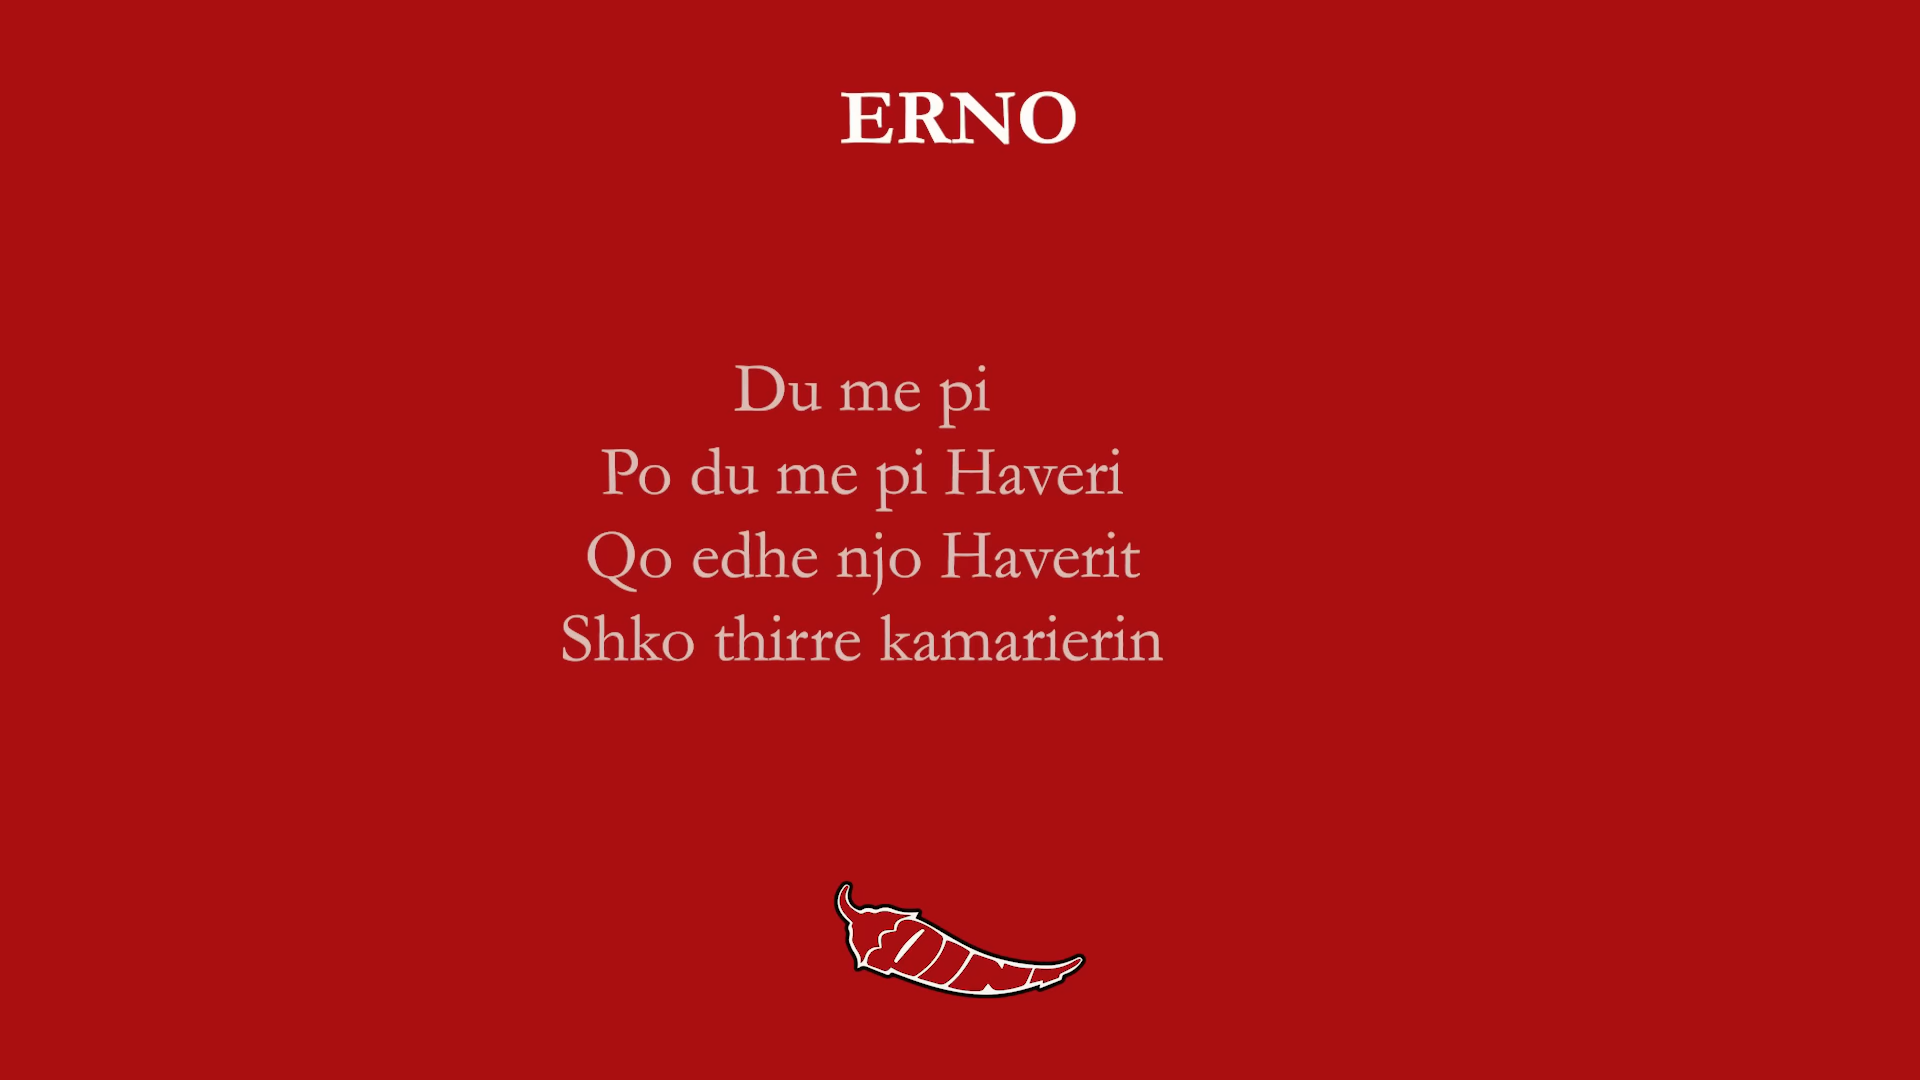 ERNO
Du me pi
Po du me pi Haveri
Qo edhe njo Haverit
Shko thirre kamarierin